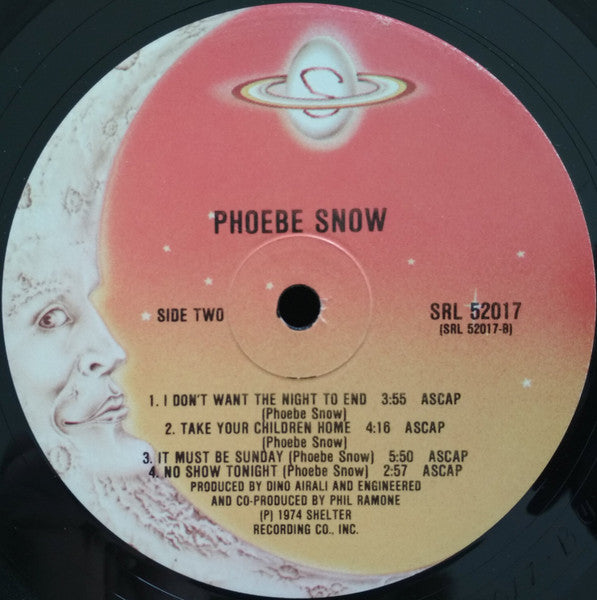 S
PHOEBE SNOW
SIDE TWO
SRL 52017
(SRL 52017-B)
1. I DON'T WANT THE NIGHT TO END 3:55 ASCAP
(Phoebe Snow)
2. TAKE YOUR CHILDREN HOME 4:16 ASCAP
(Phoebe Snow)
3. IT MUST BE SUNDAY (Phoebe Snow) 5:50 ASCAP
4. NO SHOW TONIGHT (Phoebe Snow) 2:57 ASCAP
PRODUCED BY DINO AIRALI AND ENGINEERED
AND CO-PRODUCED BY PHIL RAMONE
(P) 1974 SHELTER
RECORDING CO., INC.